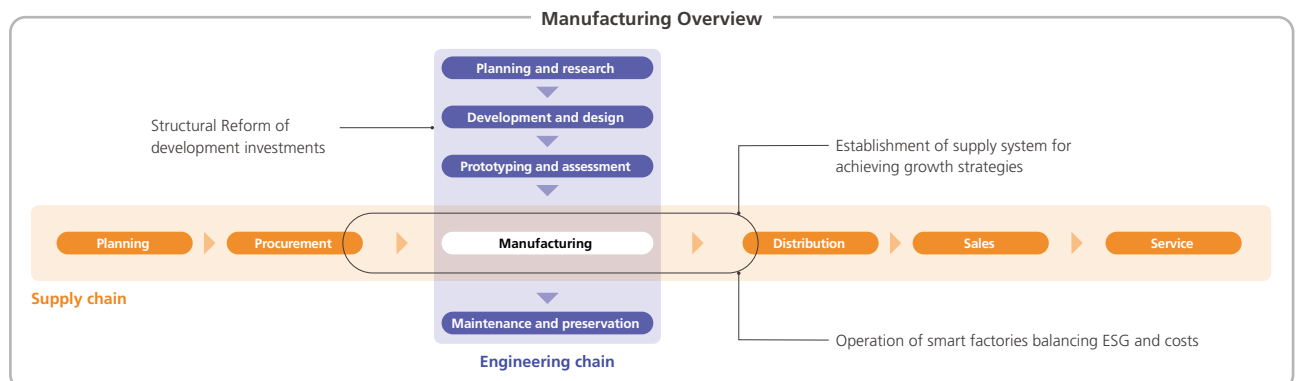 Manufacturing Overview
Planning and research
Development and design
Prototyping and assessment
Structural Reform of
development investments
Establishment of supply system for
achieving growth strategies
Planning
Procurement
Manufacturing
Distribution
Sales
Service
Supply chain
Maintenance and preservation
Operation of smart factories balancing ESG and costs
Engineering chain